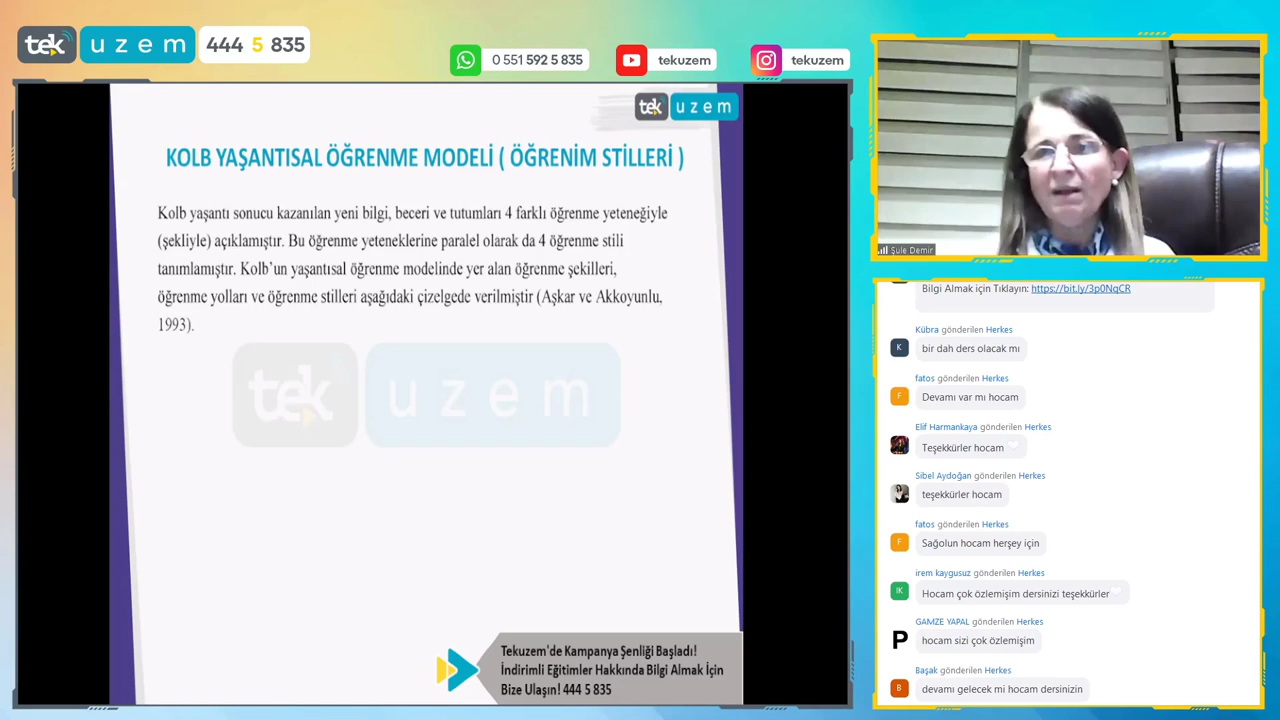 tek uzem 444 5 835
0 551 592 5 835
tekuzem
tekuzem
tek uzem
KOLB YAŞANTISAL ÖĞRENME MODELİ ( ÖĞRENİM STİLLERİ )
Kolb yaşantı sonucu kazanılan yeni bilgi, beceri ve tutumları 4 farklı öğrenme yeteneğiyle
(şekliyle) açıklamıştır. Bu öğrenme yeteneklerine paralel olarak da 4 öğrenme stili
tanımlamıştır. Kolb'un yaşantısal öğrenme modelinde yer alan öğrenme şekilleri,
öğrenme yolları ve öğrenme stilleri aşağıdaki çizelgede verilmiştir (Aşkar ve Akkoyunlu,
1993).
tek uzem
Tekuzem'de Kampanya Şenliği Başladı!
İndirimli Eğitimler Hakkında Bilgi Almak İçin
Bize Ulaşın! 444 5 835
Şule Demir
Bilgi Almak için Tıklayın: https://bit.ly/3p0NqCR
Kübra gönderilen Herkes
K
bir dah ders olacak mı
fatos gönderilen Herkes
F
Devamı var mı hocam
Elif Harmankaya gönderilen Herkes
Teşekkürler hocam
Sibel Aydoğan gönderilen Herkes
teşekkürler hocam
fatos gönderilen Herkes
F
Sağolun hocam herşey için
irem kaygusuz gönderilen Herkes
IK
Hocam çok özlemişim dersinizi teşekkürler
GAMZE YAPAL gönderilen Herkes
P
hocam sizi çok özlemişim
Başak gönderilen Herkes
B
devamı gelecek mi hocam dersinizin